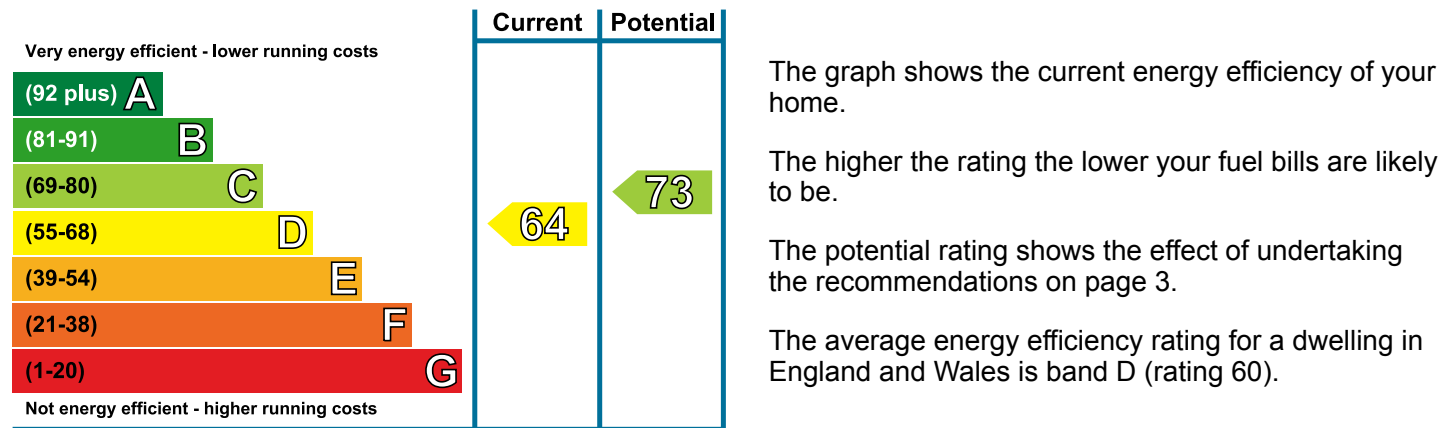 Current Potential
Very energy efficient - lower running costs
(92 plus) A
(81-91) B
(69-80) C
(55-68) D
(39-54) E
(21-38) F
(1-20) G
Not energy efficient - higher running costs
64
73
The graph shows the current energy efficiency of your
home.
The higher the rating the lower your fuel bills are likely
to be.
The potential rating shows the effect of undertaking
the recommendations on page 3.
The average energy efficiency rating for a dwelling in
England and Wales is band D (rating 60).